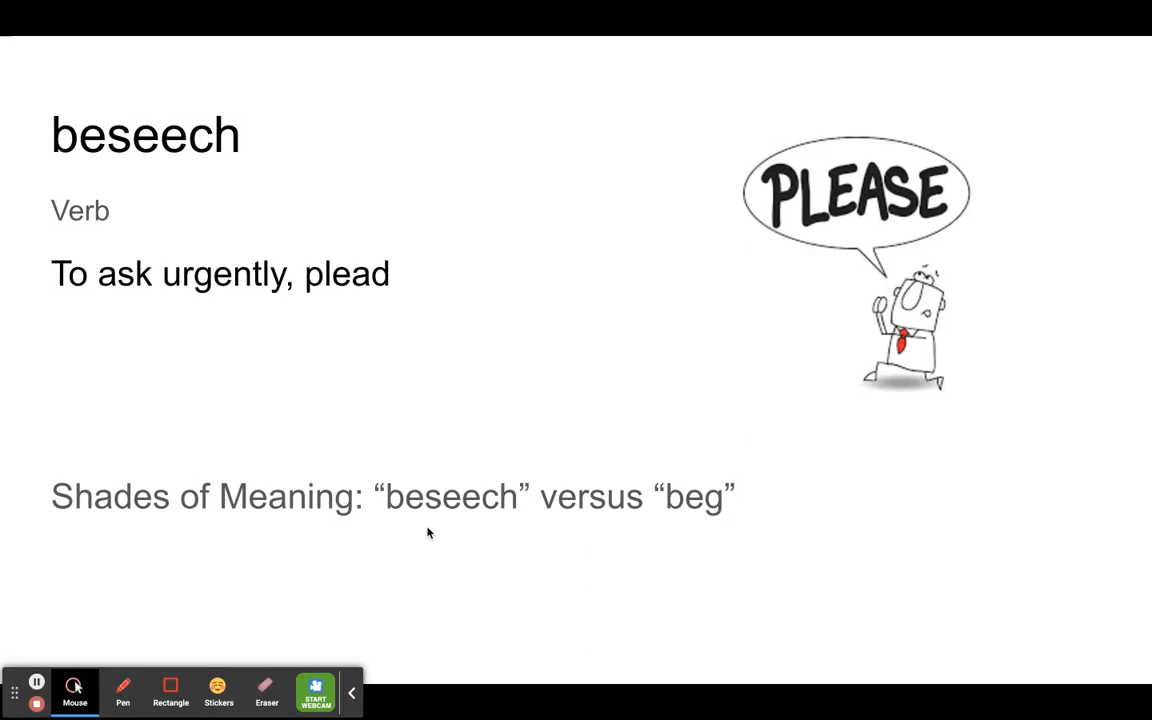 beseech
Verb
To ask urgently, plead
PLEASE
Shades of Meaning: “beseech” versus “beg”
Mouse
Pen
Rectangle
Stickers
Eraser
START
WEBCAM